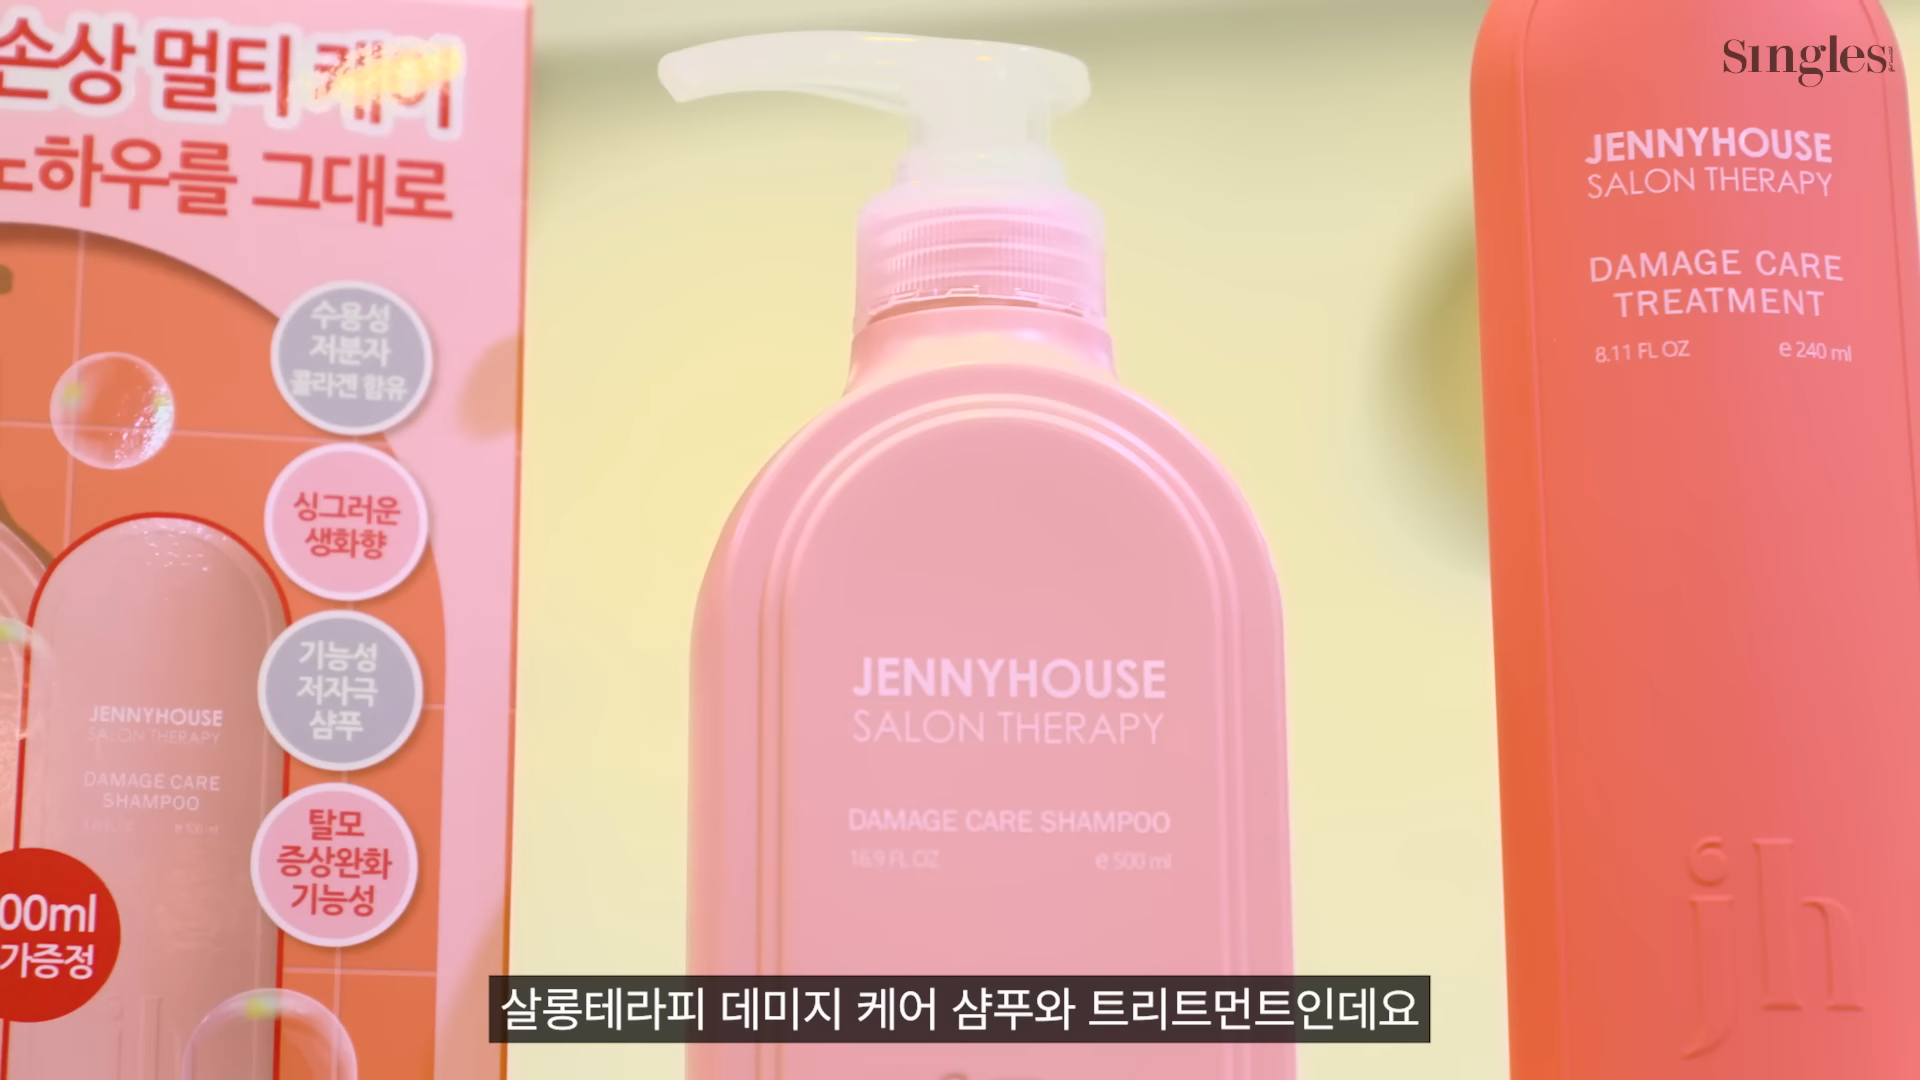 손상 멀티 케어
노하우를 그대로
수용성
저분자
콜라겐 함유
싱그러운
생화향
기능성
저자극
샴푸
탈모
증상완화
기능성
JENNYHOUSE
SALON THERAPY
DAMAGE CARE
SHAMPOO
00ml
가증정
JENNYHOUSE
SALON THERAPY
DAMAGE CARE SHAMPOO
16.9 FL OZ e 500 ml
Singles
JENNYHOUSE
SALON THERAPY
DAMAGE CARE
TREATMENT
8.11 FL OZ e 240 ml
jh
살롱테라피 데미지 케어 샴푸와 트리트먼트인데요